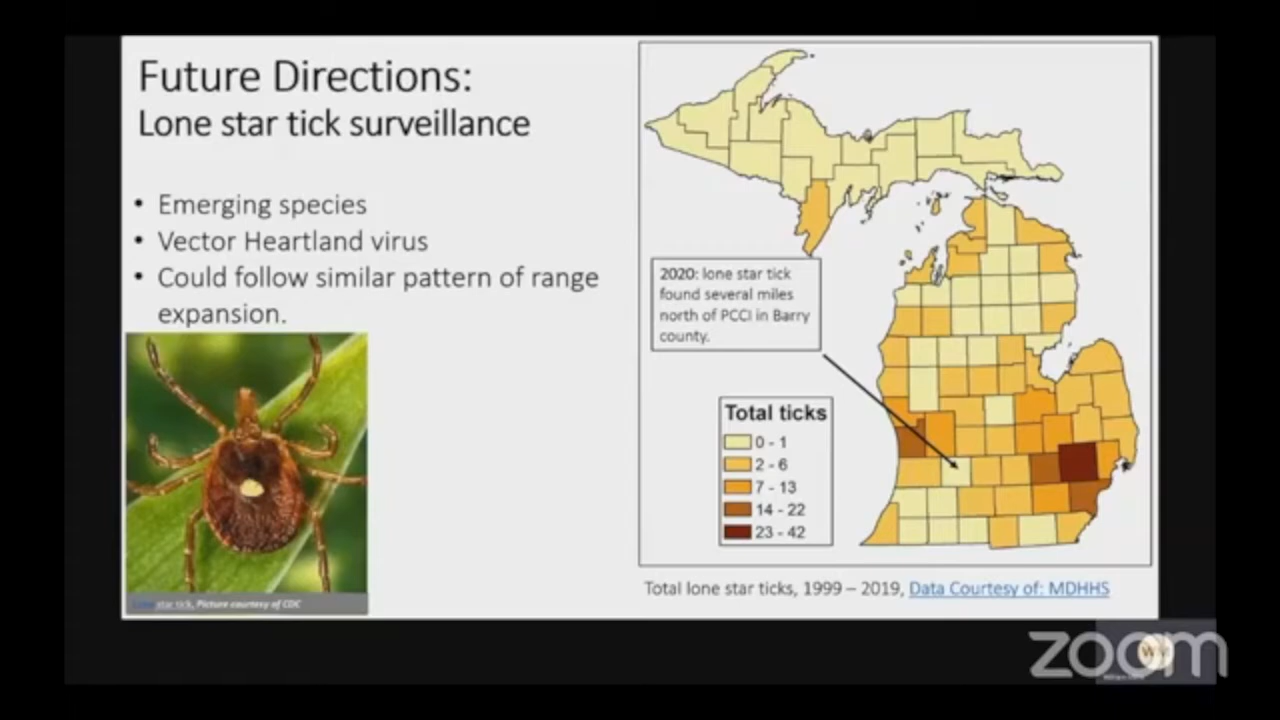 Future Directions:
Lone star tick surveillance
• Emerging species
• Vector Heartland virus
• Could follow similar pattern of range
expansion.
star tick, Picture courtesy of CDC
2020: lone star tick
found several miles
north of PCCI in Barry
county.
Total ticks
0 - 1
2 - 6
7 - 13
14 - 22
23 - 42
Total lone star ticks, 1999 – 2019, Data Courtesy of: MDHHS
zoom